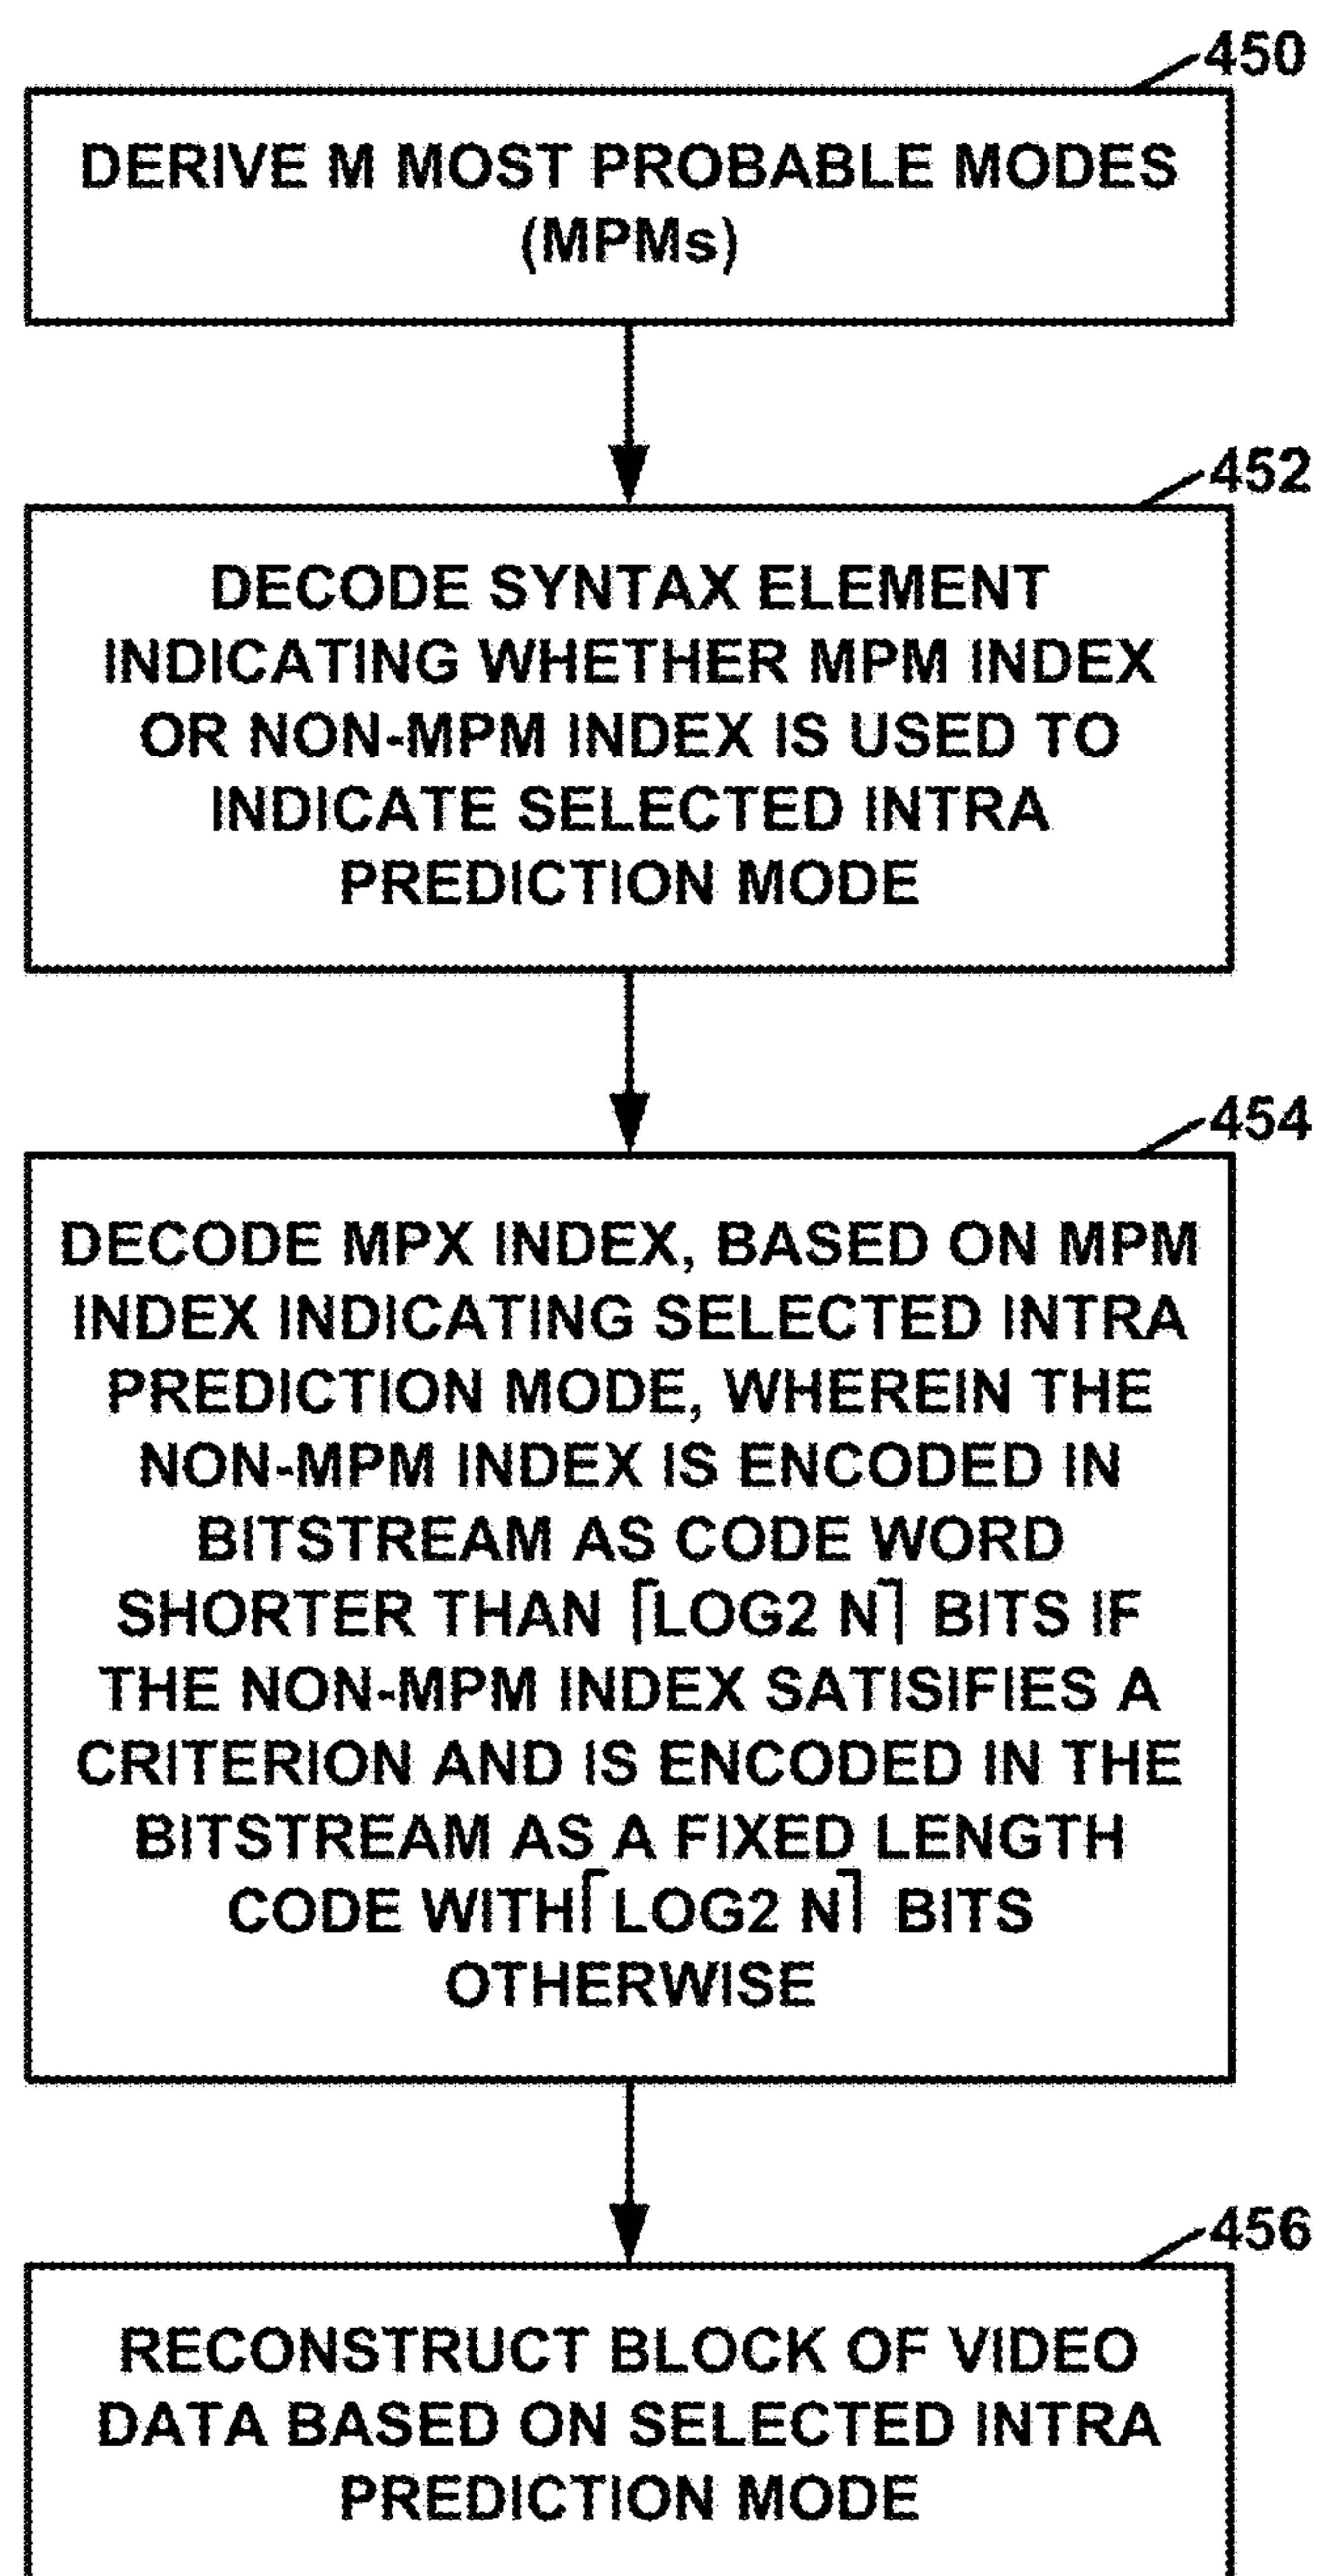 450
DERIVE M MOST PROBABLE MODES
(MPMs)
452
DECODE SYNTAX ELEMENT
INDICATING WHETHER MPM INDEX
OR NON-MPM INDEX IS USED TO
INDICATE SELECTED INTRA
PREDICTION MODE
454
DECODE MPX INDEX, BASED ON MPM
INDEX INDICATING SELECTED INTRA
PREDICTION MODE, WHEREIN THE
NON-MPM INDEX IS ENCODED IN
BITSTREAM AS CODE WORD
SHORTER THAN ⌈LOG2 N⌉ BITS IF
THE NON-MPM INDEX SATISIFIES A
CRITERION AND IS ENCODED IN THE
BITSTREAM AS A FIXED LENGTH
CODE WITH⌈LOG2 N⌉ BITS
OTHERWISE
456
RECONSTRUCT BLOCK OF VIDEO
DATA BASED ON SELECTED INTRA
PREDICTION MODE